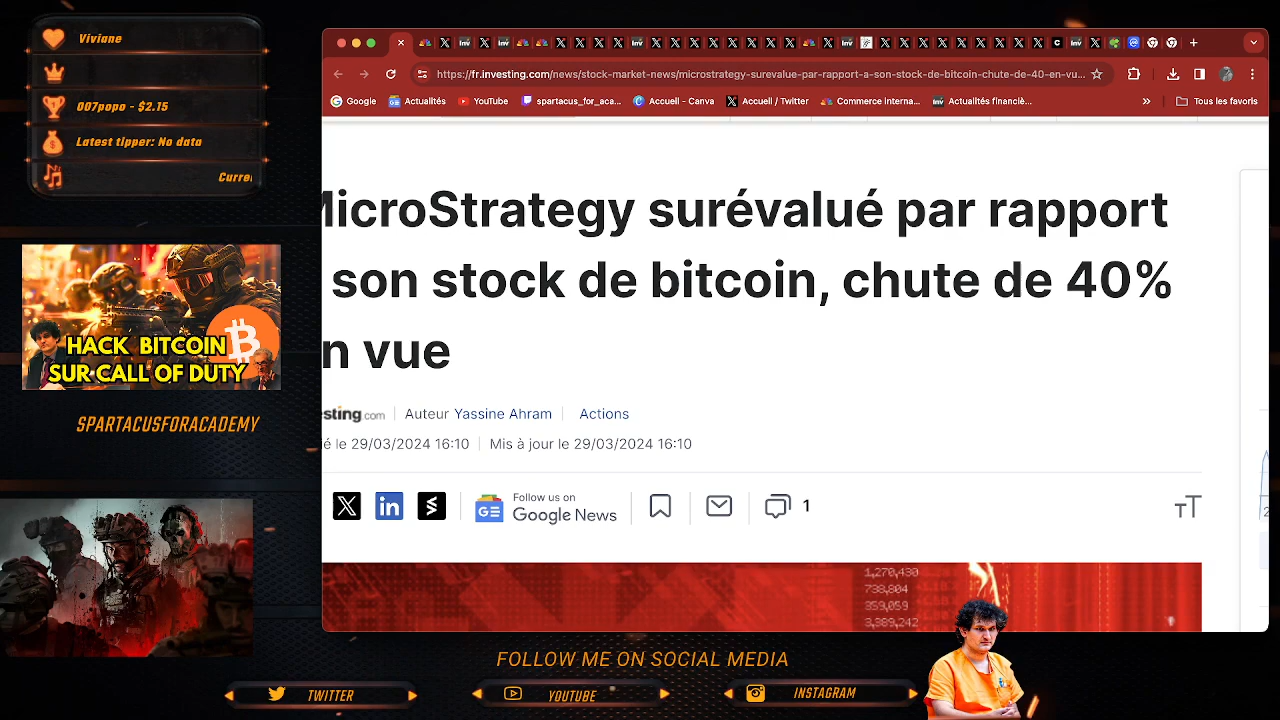 Viviane
007popo - $2.15
Latest tipper: No data
Curre
HACK BITCOIN
SUR CALL OF DUTY
SPARTACUSFORACADEMY
https://fr.investing.com/news/stock-market-news/microstrategy-surevalue-par-rapport-a-son-stock-de-bitcoin-chute-de-40-en-vu...
Google
Actualités
YouTube
spartacus_for_aca...
Accueil - Canva
Accueil / Twitter
Commerce interna...
Actualités financiè...
»
Tous les favoris
MicroStrategy surévalué par rapport
son stock de bitcoin, chute de 40%
n vue
sting.com
Auteur Yassine Ahram
Actions
é le 29/03/2024 16:10
Mis à jour le 29/03/2024 16:10
Follow us on
Google News
1
TT
1,270,430
738,804
359,059
3,389,242
FOLLOW ME ON SOCIAL MEDIA
TWITTER
YOUTUBE
INSTAGRAM